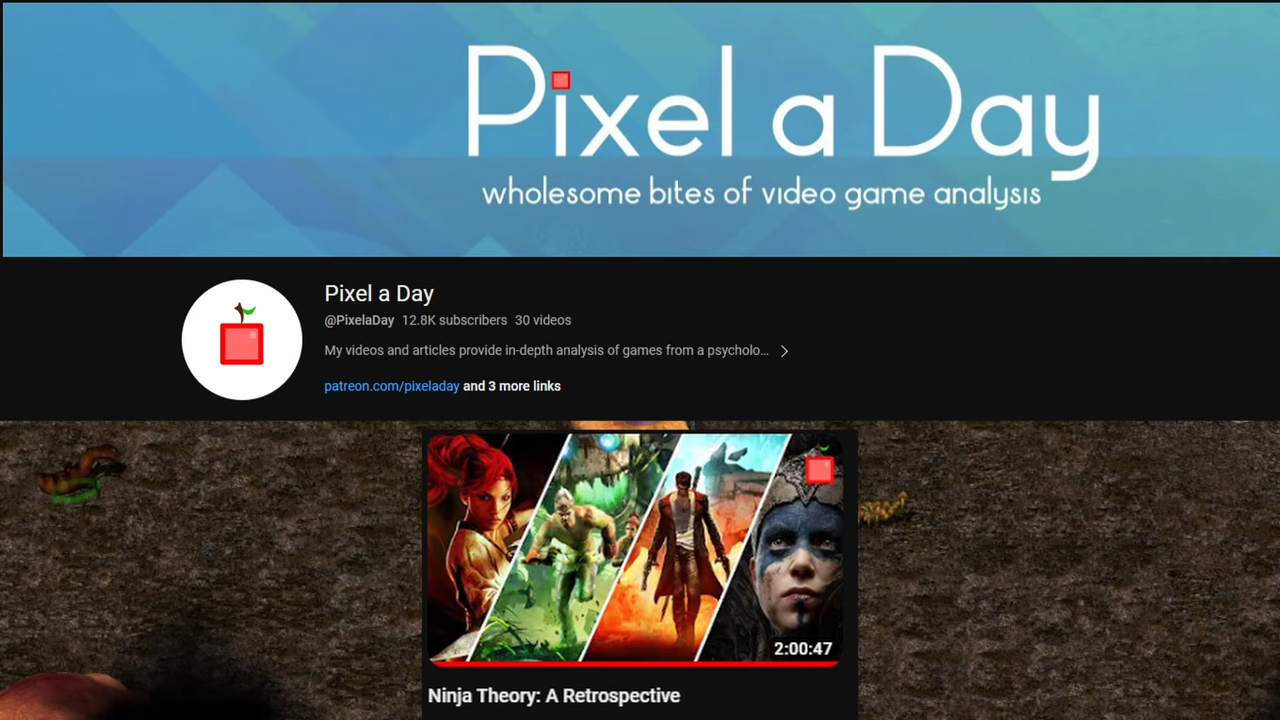 Pixel a Day
wholesome bites of video game analysis
Pixel a Day
@PixelaDay 12.8K subscribers 30 videos
My videos and articles provide in-depth analysis of games from a psycholo...
patreon.com/pixeladay and 3 more links
2:00:47
Ninja Theory: A Retrospective